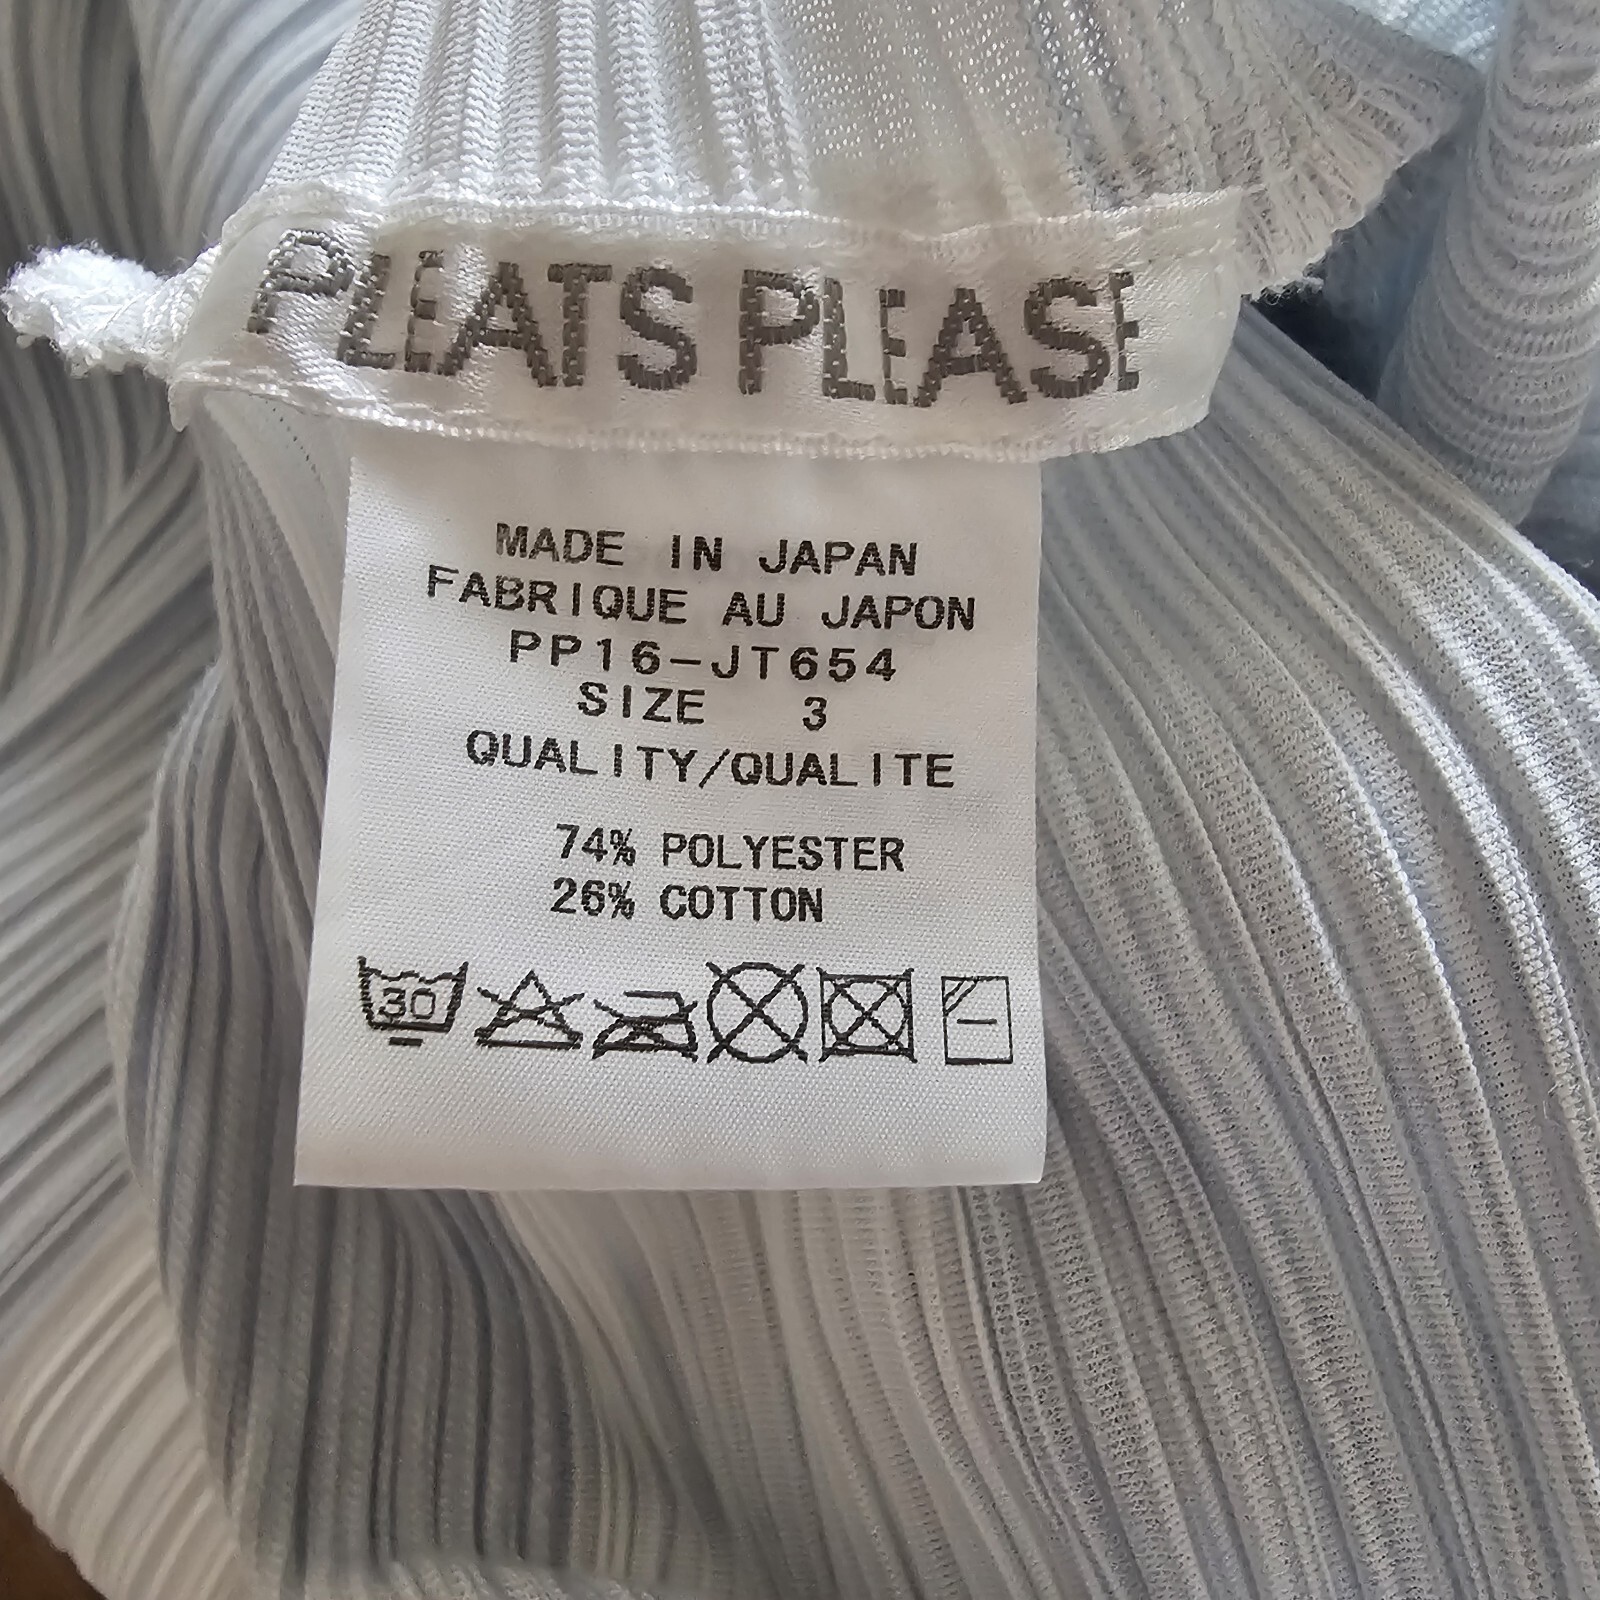 PLEATS PLEASE
MADE IN JAPAN
FABRIQUE AU JAPON
PP16-JT654
SIZE 3
QUALITY/QUALITE
74% POLYESTER
26% COTTON
30